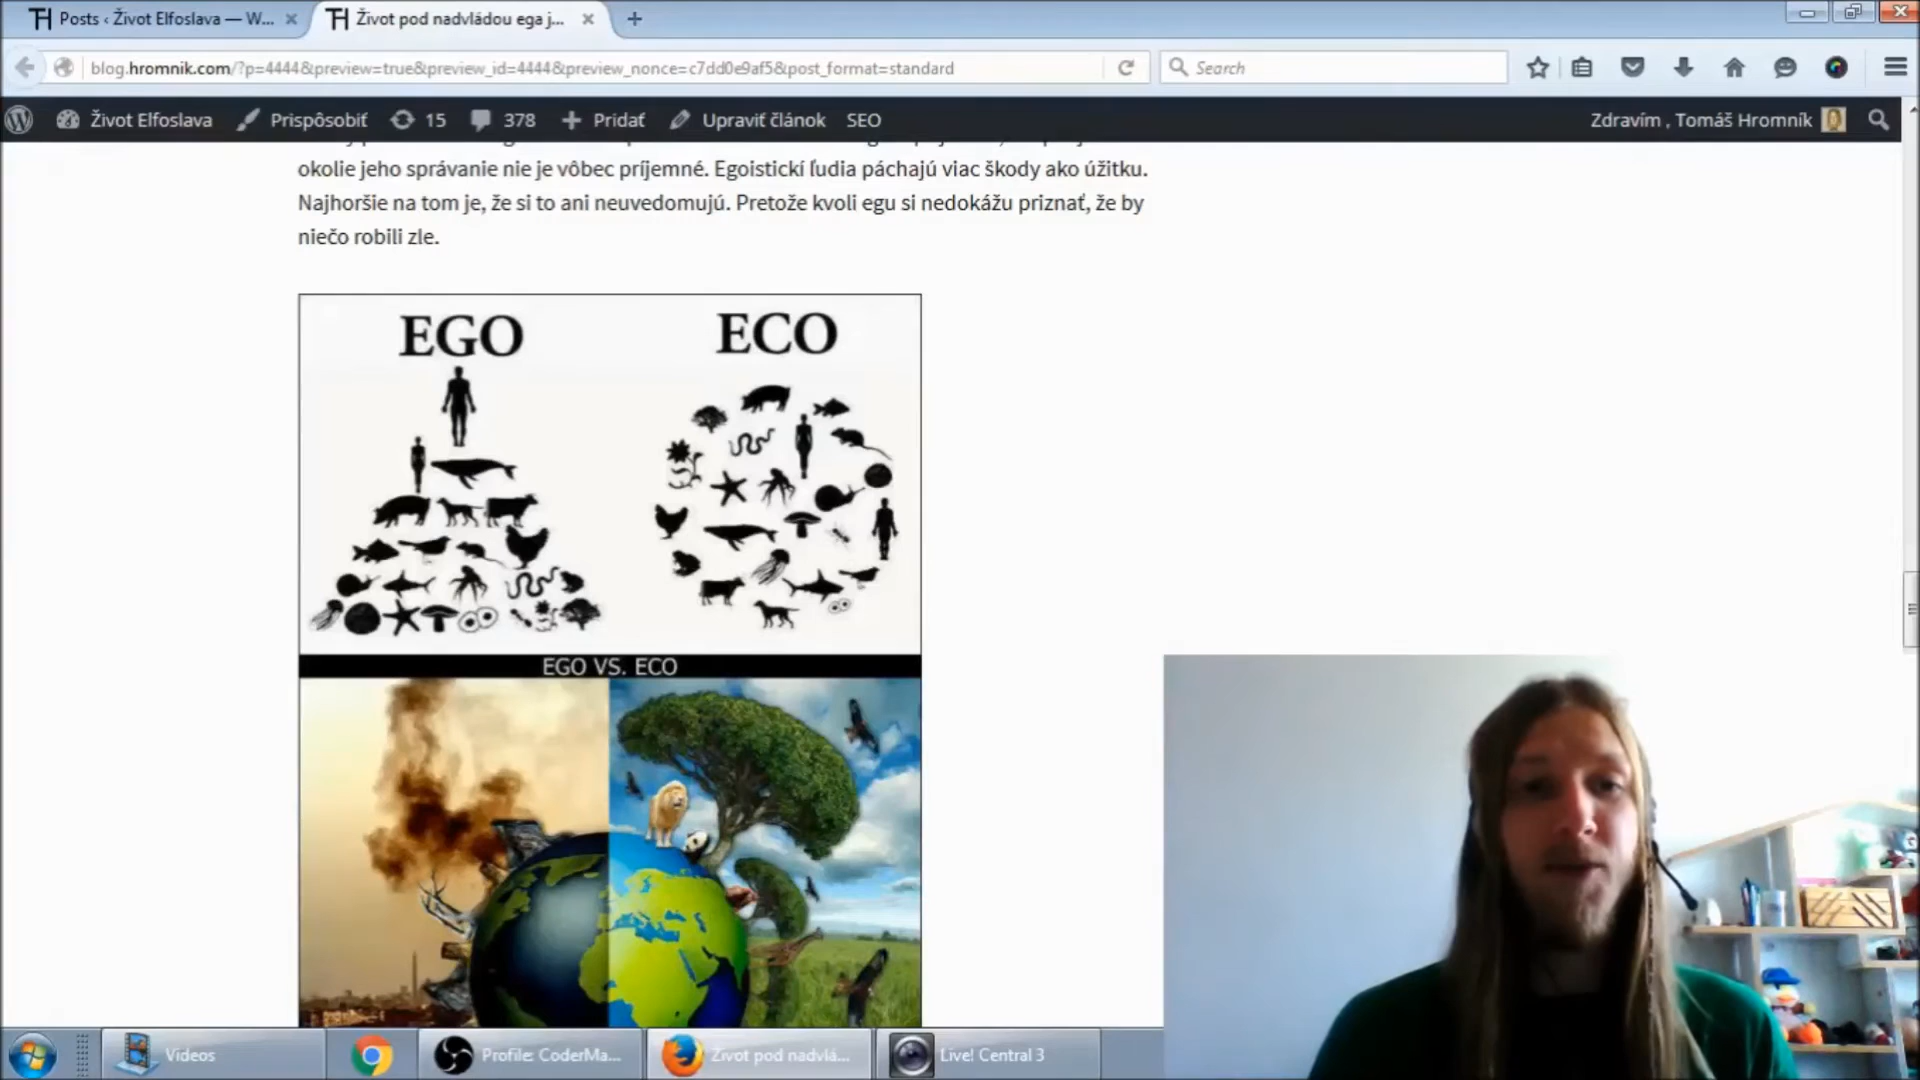 Posts ‹ Život Elfoslava — W...
Život pod nadvládou ega j...
blog.hromnik.com/?p=4444&preview=true&preview_id=4444&preview_nonce=c7dd0e9af5&post_format=standard
Search
Život Elfoslava
Prispôsobiť
15
378
Pridať
Upraviť článok
SEO
Zdravím , Tomáš Hromník
okolie jeho správanie nie je vôbec príjemné. Egoistickí ľudia páchajú viac škody ako úžitku.
Najhoršie na tom je, že si to ani neuvedomujú. Pretože kvoli egu si nedokážu priznať, že by
niečo robili zle.
EGO
ECO
EGO VS. ECO
Videos
Profile: CoderMa...
Život pod nadvlá...
Live! Central 3